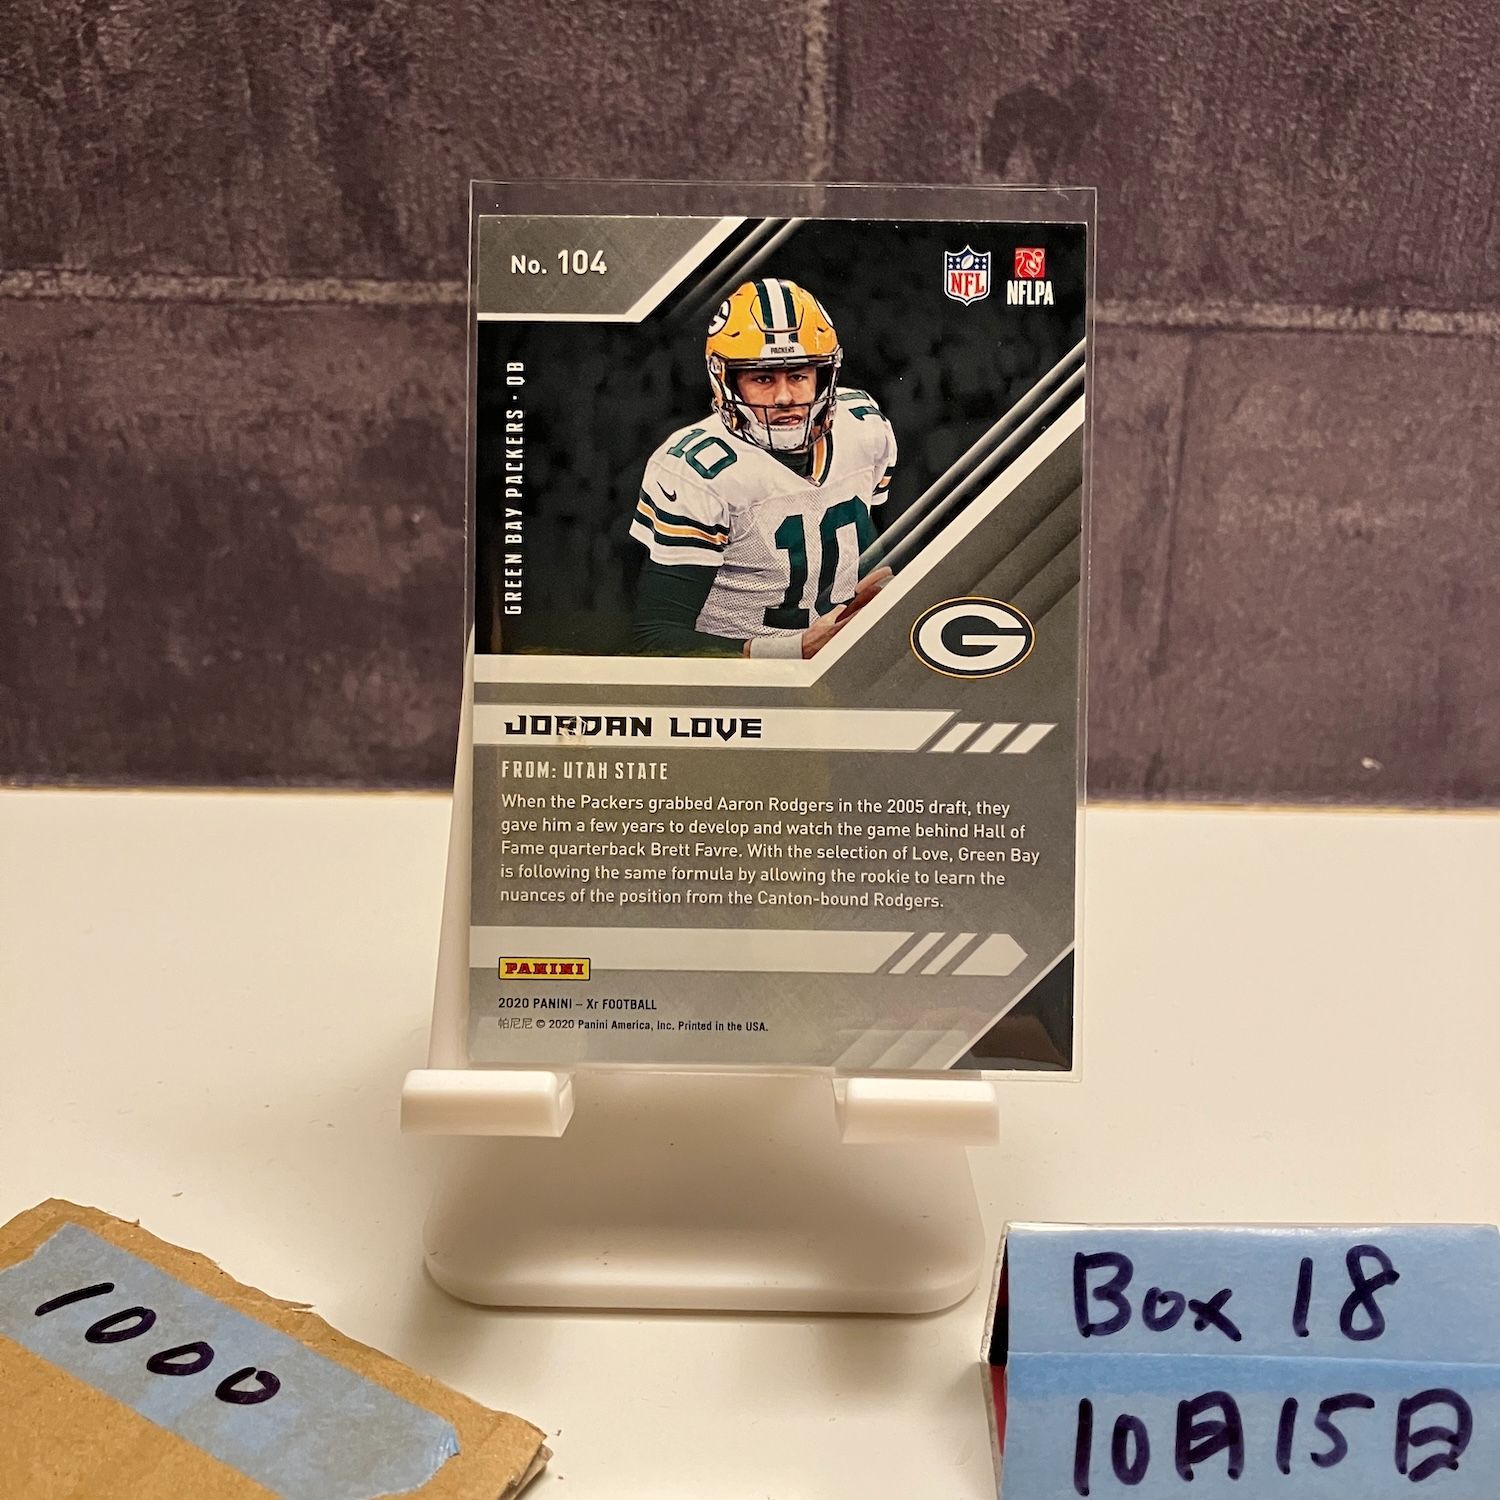 No. 104
NFL
NFLPA
GREEN BAY PACKERS · QB
PACKERS
10
10
G
JORDAN LOVE
FROM: UTAH STATE
When the Packers grabbed Aaron Rodgers in the 2005 draft, they
gave him a few years to develop and watch the game behind Hall of
Fame quarterback Brett Favre. With the selection of Love, Green Bay
is following the same formula by allowing the rookie to learn the
nuances of the position from the Canton-bound Rodgers.
PANINI
2020 PANINI – Xr FOOTBALL
帕尼尼 © 2020 Panini America, Inc. Printed in the USA.
1000
Box 18
10月15日